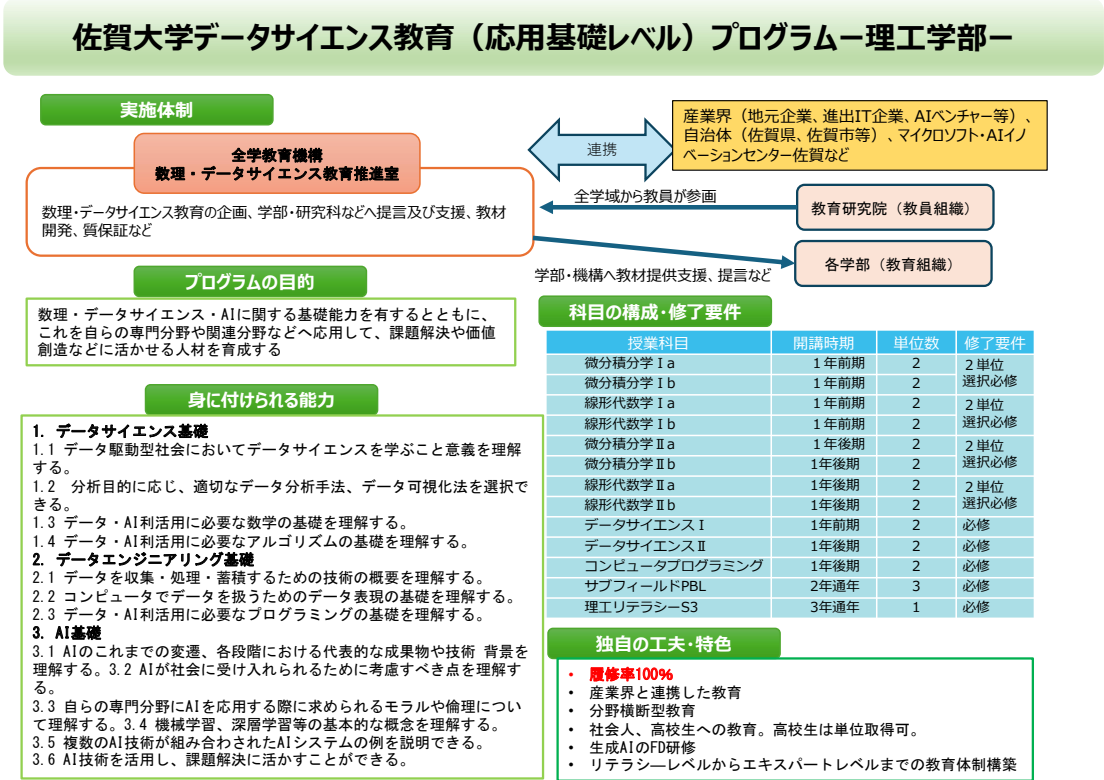 佐賀大学データサイエンス教育（応用基礎レベル）プログラムー理工学部ー
実施体制
全学教育機構
数理・データサイエンス教育推進室
数理・データサイエンス教育の企画、学部・研究科などへ提言及び支援、教材
開発、質保証など
連携
産業界（地元企業、進出IT企業、AIベンチャー等）、
自治体（佐賀県、佐賀市等）、マイクロソフト・AIイノ
ベーションセンター佐賀など
全学域から教員が参画
教育研究院（教員組織）
学部・機構へ教材提供支援、提言など
各学部（教育組織）
プログラムの目的
数理・データサイエンス・AIに関する基礎能力を有するとともに、
これを自らの専門分野や関連分野などへ応用して、課題解決や価値
創造などに活かせる人材を育成する
身に付けられる能力
1. データサイエンス基礎
1.1 データ駆動型社会においてデータサイエンスを学ぶこと意義を理解
する。
1.2 分析目的に応じ、適切なデータ分析手法、データ可視化法を選択で
きる。
1.3 データ・AI利活用に必要な数学の基礎を理解する。
1.4 データ・AI利活用に必要なアルゴリズムの基礎を理解する。
2. データエンジニアリング基礎
2.1 データを収集・処理・蓄積するための技術の概要を理解する。
2.2 コンピュータでデータを扱うためのデータ表現の基礎を理解する。
2.3 データ・AI利活用に必要なプログラミングの基礎を理解する。
3. AI基礎
3.1 AIのこれまでの変遷、各段階における代表的な成果物や技術 背景を
理解する。3.2 AIが社会に受け入れられるために考慮すべき点を理解す
る。
3.3 自らの専門分野にAIを応用する際に求められるモラルや倫理につい
て理解する。3.4 機械学習、深層学習等の基本的な概念を理解する。
3.5 複数のAI技術が組み合わされたAIシステムの例を説明できる。
3.6 AI技術を活用し、課題解決に活かすことができる。
科目の構成・修了要件
授業科目 開講時期 単位数 修了要件
微分積分学Ⅰa 1年前期 2 2単位
微分積分学Ⅰb 1年前期 2 選択必修
線形代数学Ⅰa 1年前期 2 2単位
線形代数学Ⅰb 1年前期 2 選択必修
微分積分学Ⅱa 1年後期 2 2単位
微分積分学Ⅱb 1年後期 2 選択必修
線形代数学Ⅱa 1年後期 2 2単位
線形代数学Ⅱb 1年後期 2 選択必修
データサイエンスⅠ 1年前期 2 必修
データサイエンスⅡ 1年後期 2 必修
コンピュータプログラミング 1年後期 2 必修
サブフィールドPBL 2年通年 3 必修
理工リテラシーS3 3年通年 1 必修
独自の工夫・特色
• 履修率100%
• 産業界と連携した教育
• 分野横断型教育
• 社会人、高校生への教育。高校生は単位取得可。
• 生成AIのFD研修
• リテラシ―レベルからエキスパートレベルまでの教育体制構築